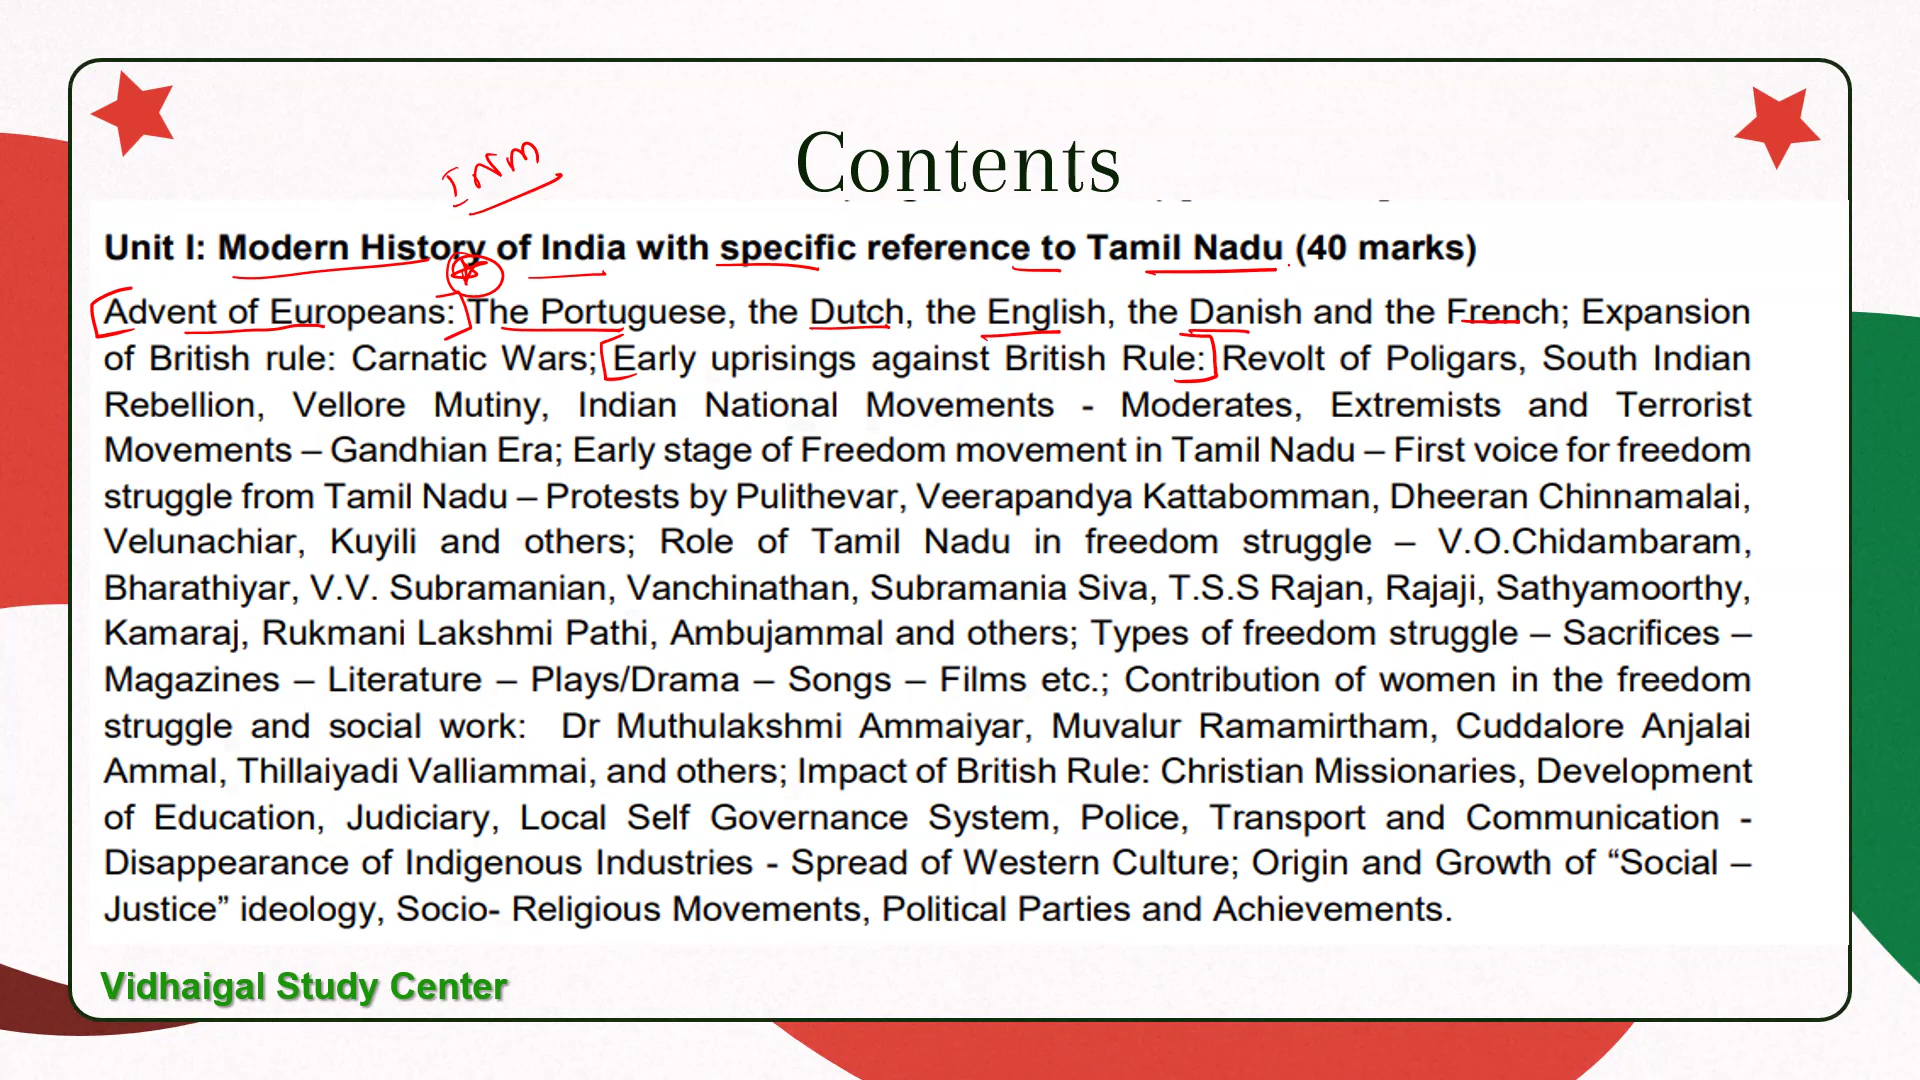 Contents
INM
Unit I: Modern History of India with specific reference to Tamil Nadu (40 marks)
Advent of Europeans: The Portuguese, the Dutch, the English, the Danish and the French; Expansion
of British rule: Carnatic Wars; Early uprisings against British Rule: Revolt of Poligars, South Indian
Rebellion, Vellore Mutiny, Indian National Movements - Moderates, Extremists and Terrorist
Movements – Gandhian Era; Early stage of Freedom movement in Tamil Nadu – First voice for freedom
struggle from Tamil Nadu – Protests by Pulithevar, Veerapandya Kattabomman, Dheeran Chinnamalai,
Velunachiar, Kuyili and others; Role of Tamil Nadu in freedom struggle – V.O.Chidambaram,
Bharathiyar, V.V. Subramanian, Vanchinathan, Subramania Siva, T.S.S Rajan, Rajaji, Sathyamoorthy,
Kamaraj, Rukmani Lakshmi Pathi, Ambujammal and others; Types of freedom struggle – Sacrifices –
Magazines – Literature – Plays/Drama – Songs – Films etc.; Contribution of women in the freedom
struggle and social work: Dr Muthulakshmi Ammaiyar, Muvalur Ramamirtham, Cuddalore Anjalai
Ammal, Thillaiyadi Valliammai, and others; Impact of British Rule: Christian Missionaries, Development
of Education, Judiciary, Local Self Governance System, Police, Transport and Communication -
Disappearance of Indigenous Industries - Spread of Western Culture; Origin and Growth of “Social –
Justice” ideology, Socio- Religious Movements, Political Parties and Achievements.
Vidhaigal Study Center